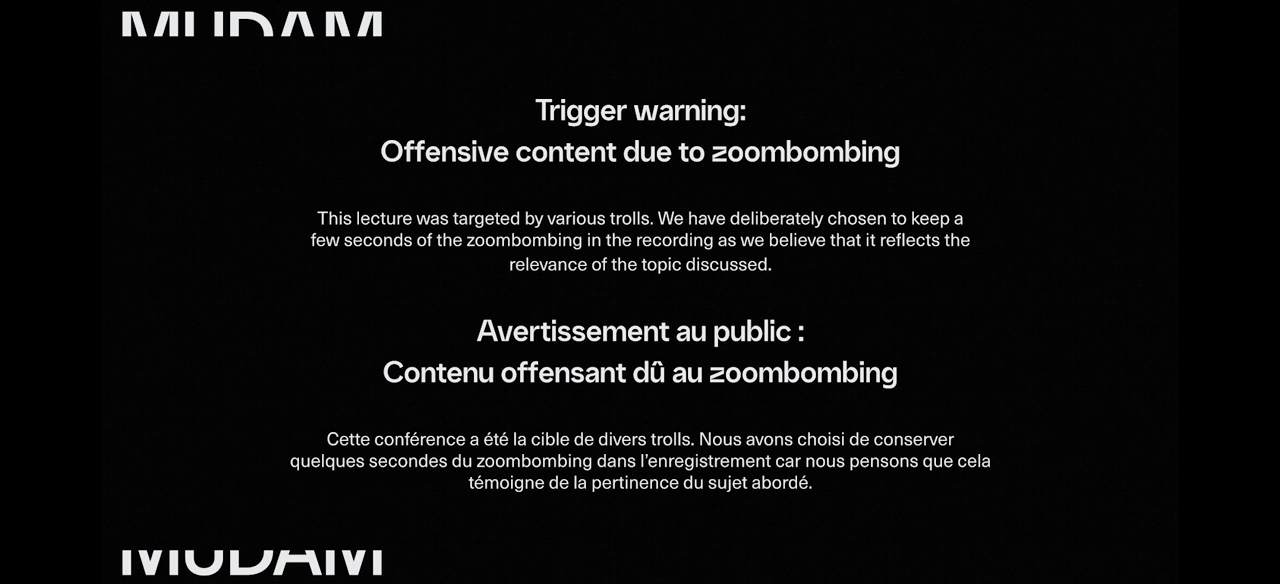 MUDAM
Trigger warning:
Offensive content due to zoombombing
This lecture was targeted by various trolls. We have deliberately chosen to keep a
few seconds of the zoombombing in the recording as we believe that it reflects the
relevance of the topic discussed.
Avertissement au public :
Contenu offensant dû au zoombombing
Cette conférence a été la cible de divers trolls. Nous avons choisi de conserver
quelques secondes du zoombombing dans l’enregistrement car nous pensons que cela
témoigne de la pertinence du sujet abordé.
MUDAM